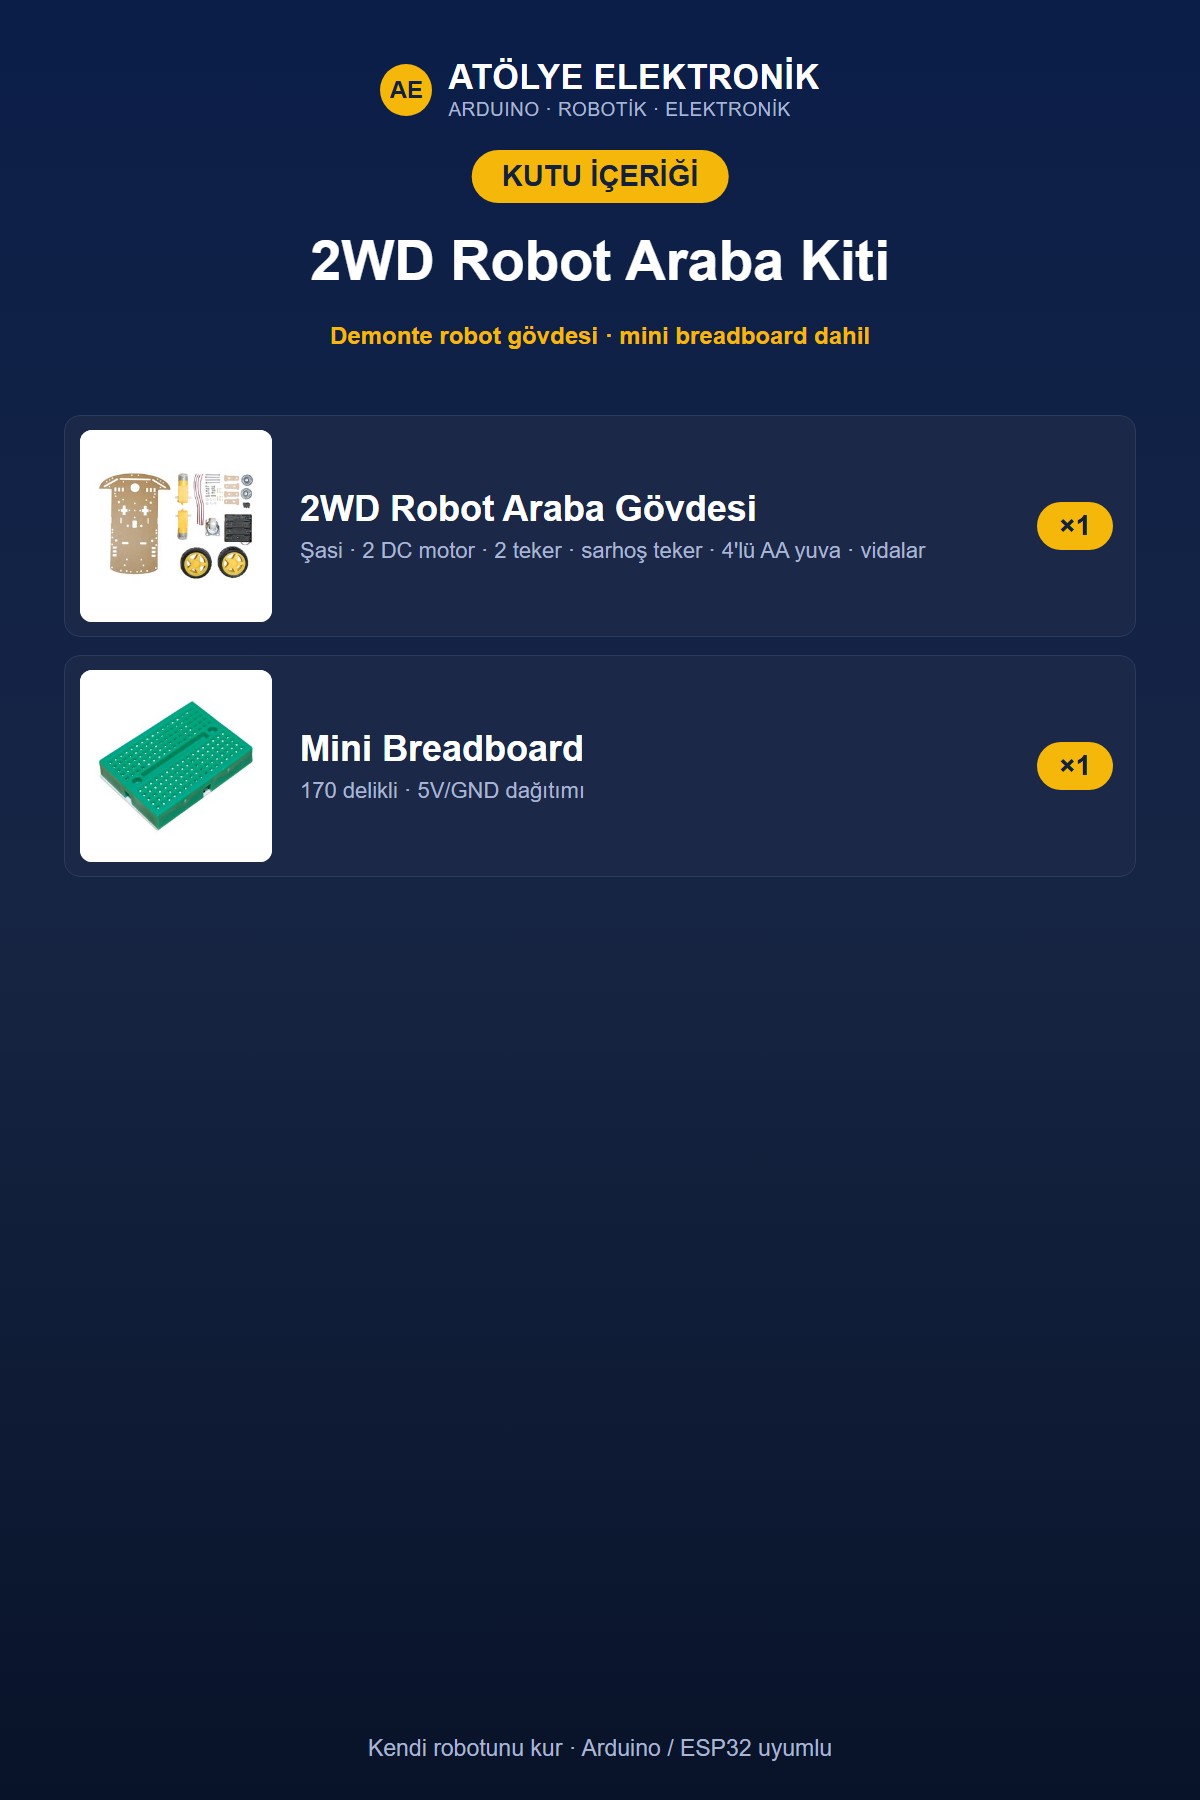 AE
ATÖLYE ELEKTRONİK
ARDUINO · ROBOTİK · ELEKTRONİK
KUTU İÇERİĞİ
2WD Robot Araba Kiti
Demonte robot gövdesi · mini breadboard dahil
2WD Robot Araba Gövdesi
Şasi · 2 DC motor · 2 teker · sarhoş teker · 4'lü AA yuva · vidalar
×1
Mini Breadboard
170 delikli · 5V/GND dağıtımı
×1
Kendi robotunu kur · Arduino / ESP32 uyumlu